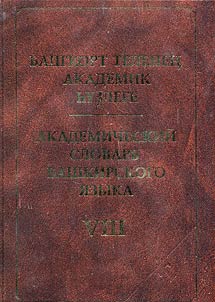 БАШҠОРТ ТЕЛЕНЕҢ
АКАДЕМИК
ҺҮҘЛЕГЕ
АКАДЕМИЧЕСКИЙ
СЛОВАРЬ
БАШКИРСКОГО
ЯЗЫКА
VIII